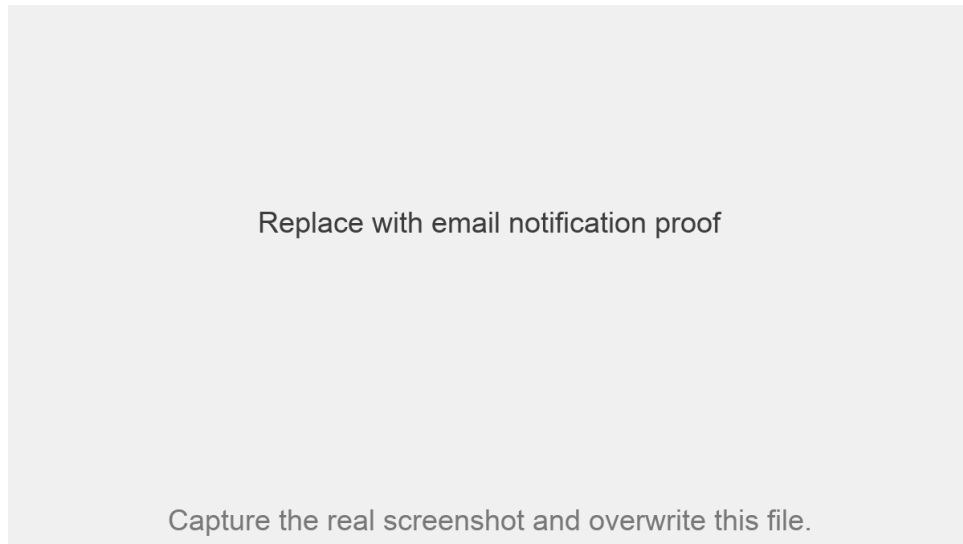 Replace with email notification proof
Capture the real screenshot and overwrite this file.